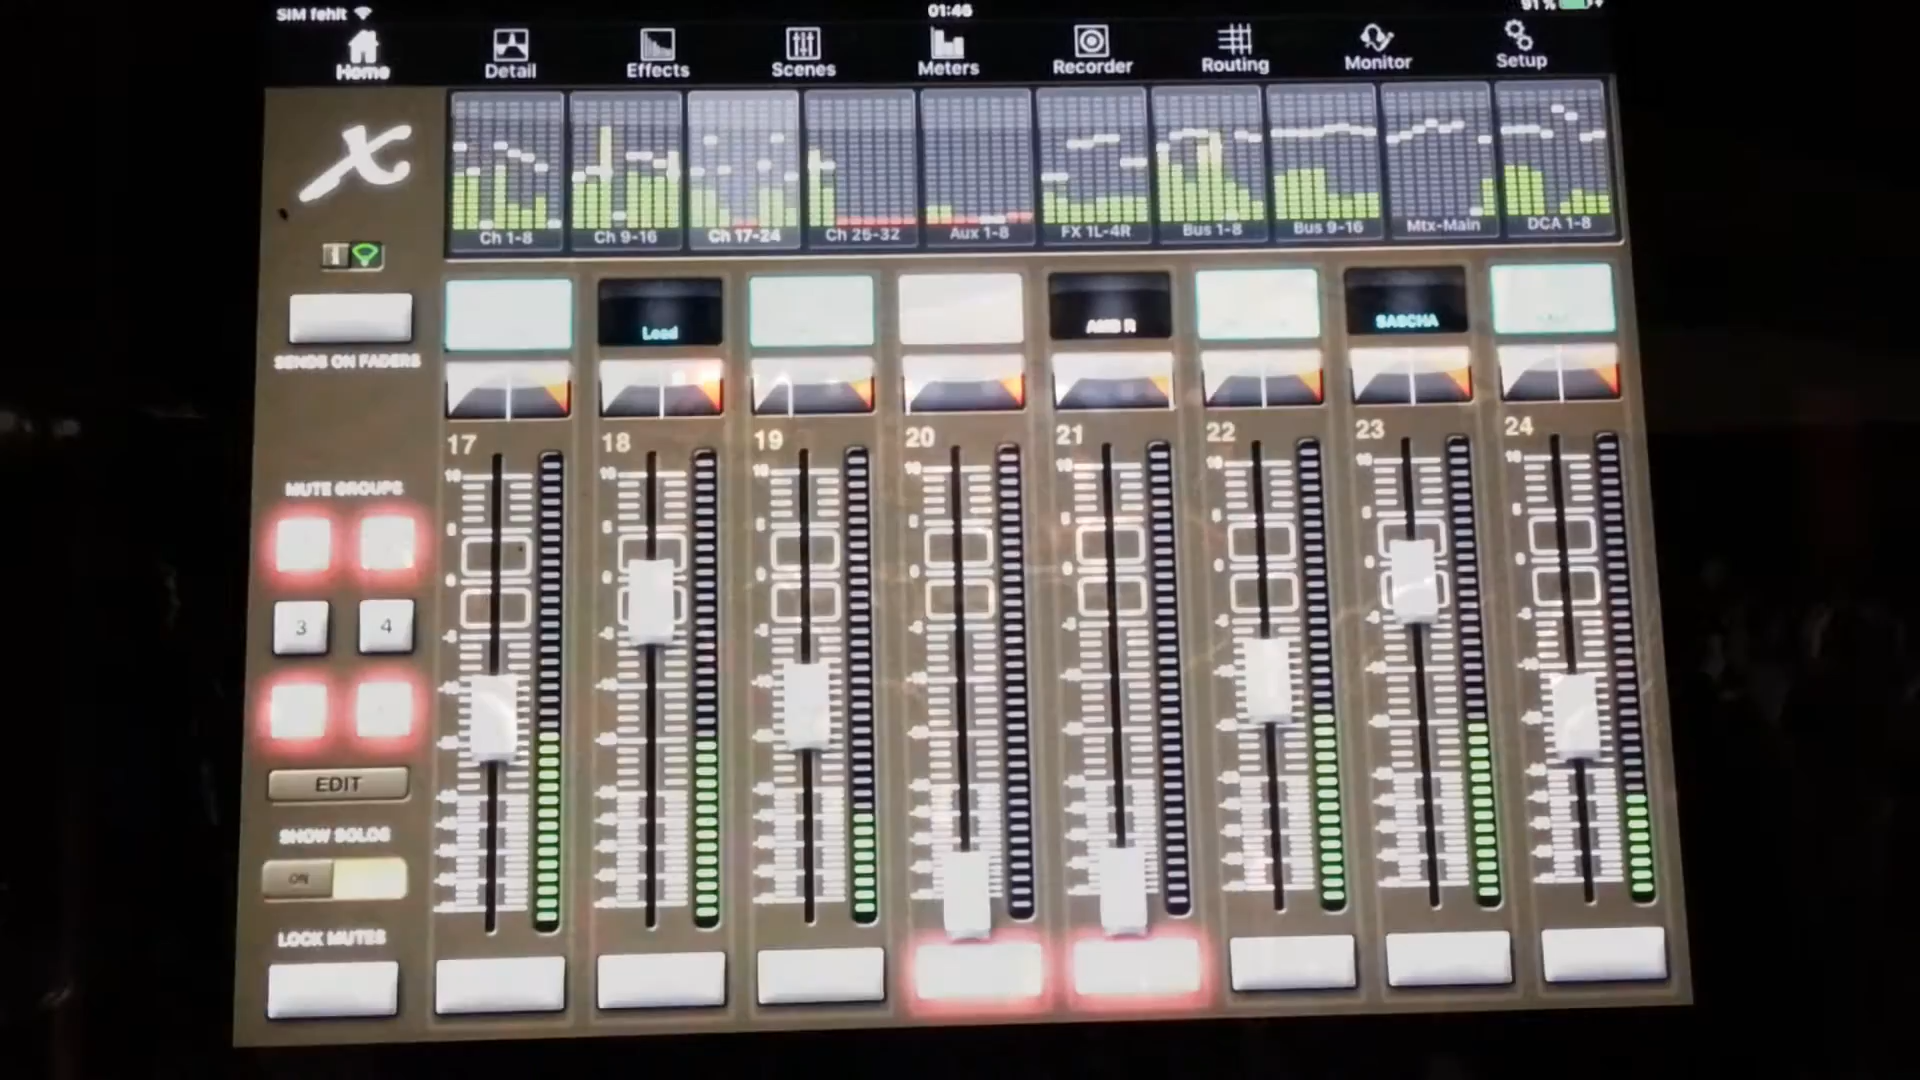 SIM fehlt 01:46 91 %
Home Detail Effects Scenes Meters Recorder Routing Monitor Setup
X
Ch 1-8 Ch 9-16 Ch 17-24 Ch 25-32 Aux 1-8 FX 1L-4R Bus 1-8 Bus 9-16 Mtx-Main DCA 1-8
Lead AMB R SASCHA
SENDS ON FADERS
17 18 19 20 21 22 23 24
MUTE GROUPS
3 4
EDIT
SHOW SOLOS
ON
LOCK MUTES